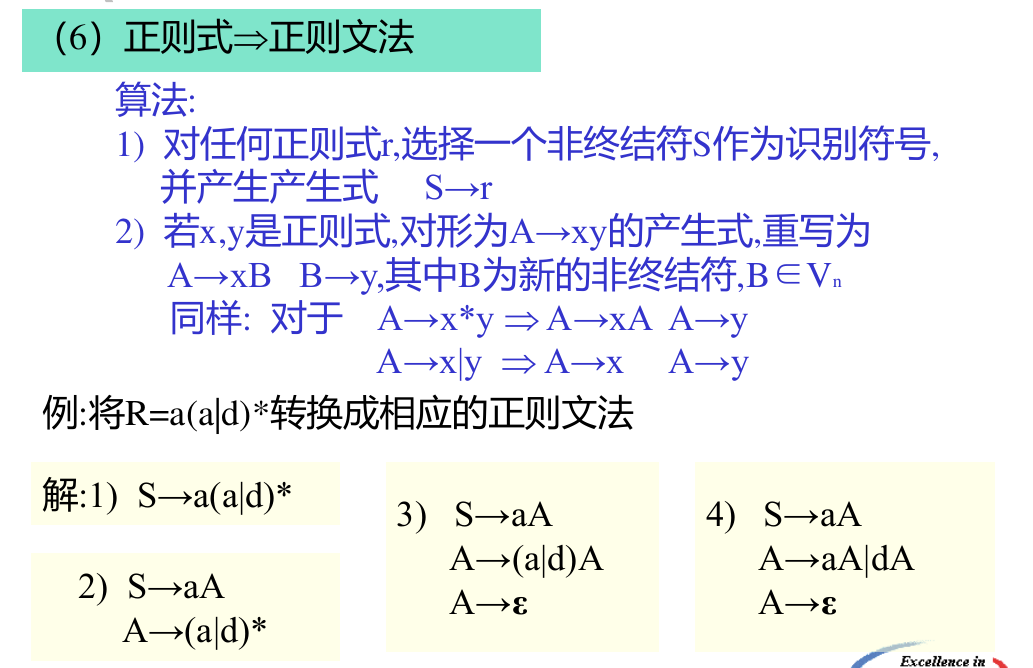 (6) 正则式⇒正则文法
算法:
1) 对任何正则式r,选择一个非终结符S作为识别符号,
并产生产生式 S→r
2) 若x,y是正则式,对形为A→xy的产生式,重写为
A→xB B→y,其中B为新的非终结符,B∈Vn
同样: 对于 A→x*y ⇒ A→xA A→y
A→x|y ⇒ A→x A→y
例:将R=a(a|d)*转换成相应的正则文法
解:1) S→a(a|d)*
2) S→aA
A→(a|d)*
3) S→aA
A→(a|d)A
A→ε
4) S→aA
A→aA|dA
A→ε
Excellence in